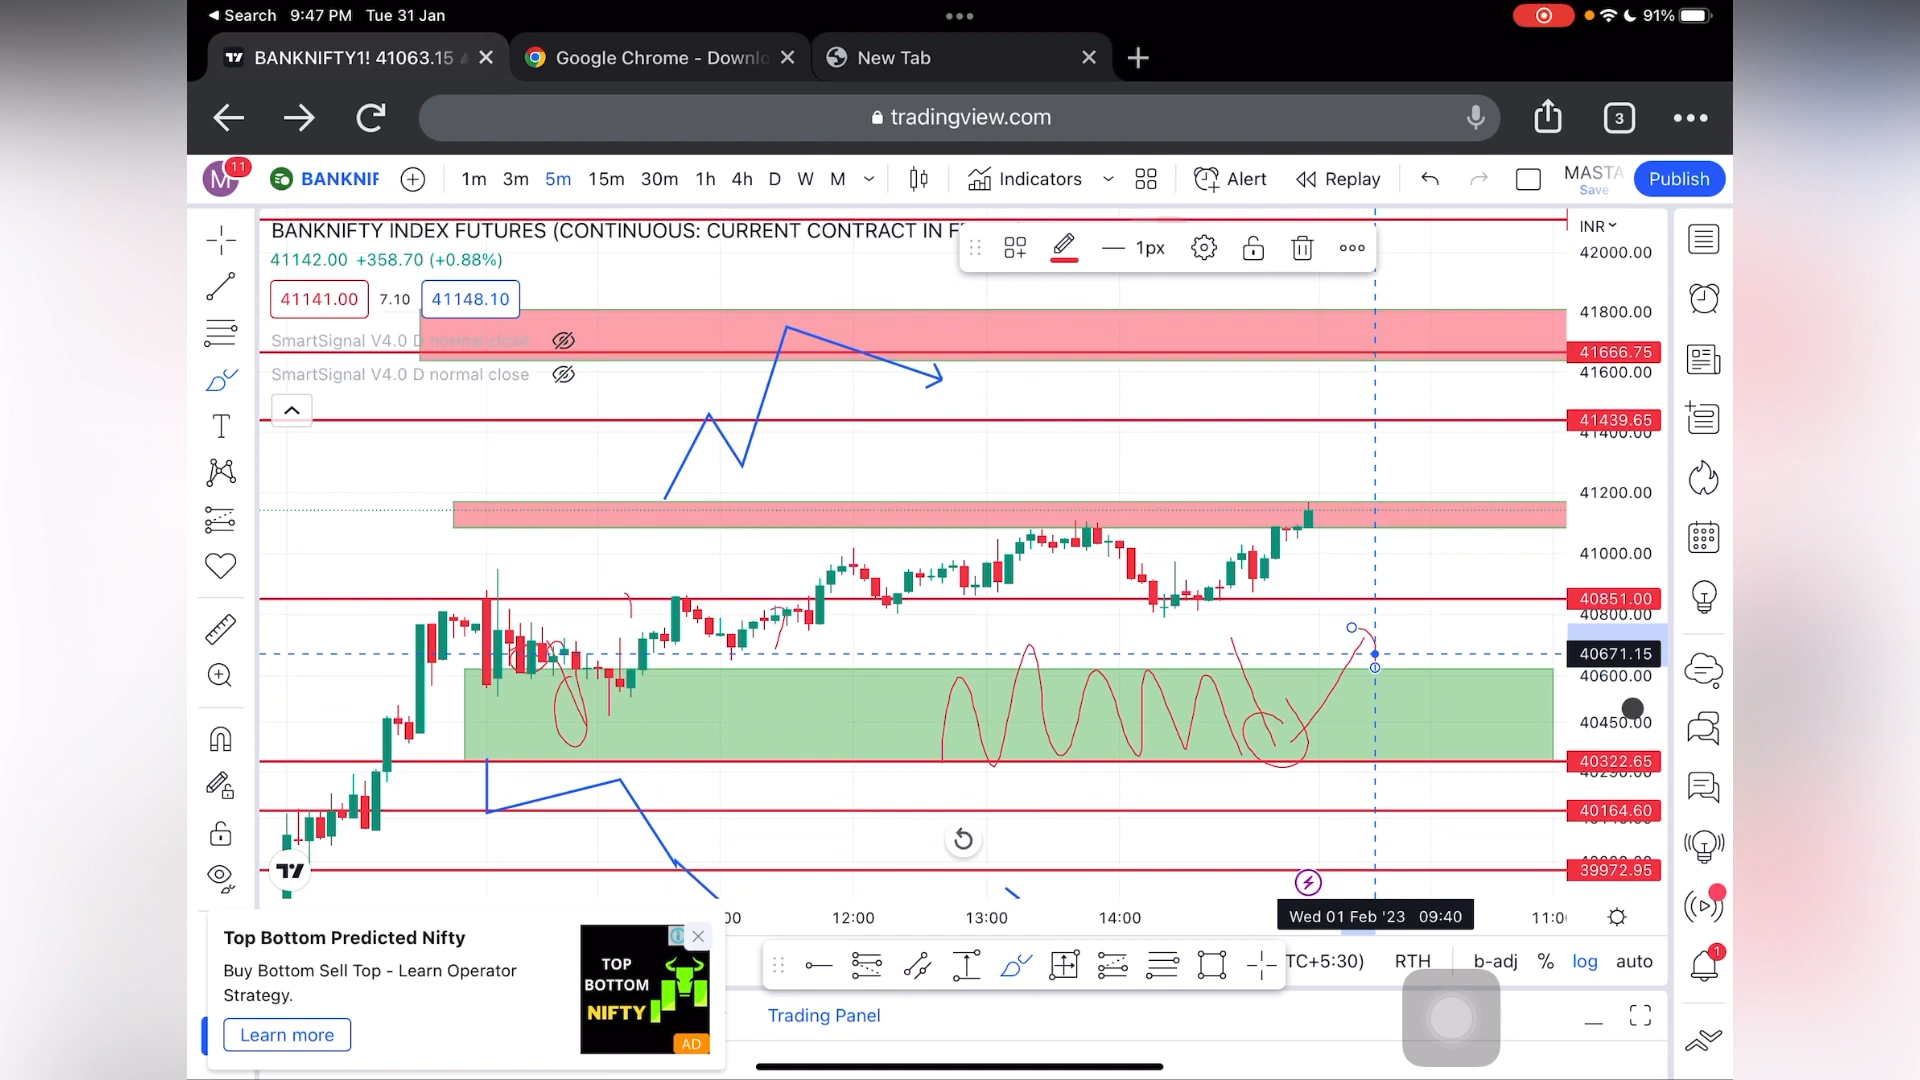 Search 9:47 PM Tue 31 Jan
91%
BANKNIFTY1! 41063.15
Google Chrome - Downlo
New Tab
tradingview.com
3
M 11
BANKNIF
1m 3m 5m 15m 30m 1h 4h D W M
Indicators
Alert
Replay
MASTA
Save
Publish
BANKNIFTY INDEX FUTURES (CONTINUOUS: CURRENT CONTRACT IN F
1px
INR
41142.00 +358.70 (+0.88%)
41141.00 7.10 41148.10
SmartSignal V4.0 D normal close
SmartSignal V4.0 D normal close
42000.00
41800.00
41666.75
41600.00
41439.65
41400.00
41200.00
41000.00
40851.00
40800.00
40671.15
40600.00
40450.00
40322.65
40164.60
39972.95
12:00 13:00 14:00
Wed 01 Feb '23 09:40
Top Bottom Predicted Nifty
Buy Bottom Sell Top - Learn Operator
Strategy.
Learn more
TOP
BOTTOM
NIFTY
AD
TC+5:30) RTH b-adj % log auto
Trading Panel
1